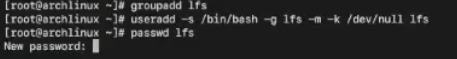 [root@archlinux ~]# groupadd lfs
[root@archlinux ~]# useradd -s /bin/bash -g lfs -m -k /dev/null lfs
[root@archlinux ~]# passwd lfs
New password: